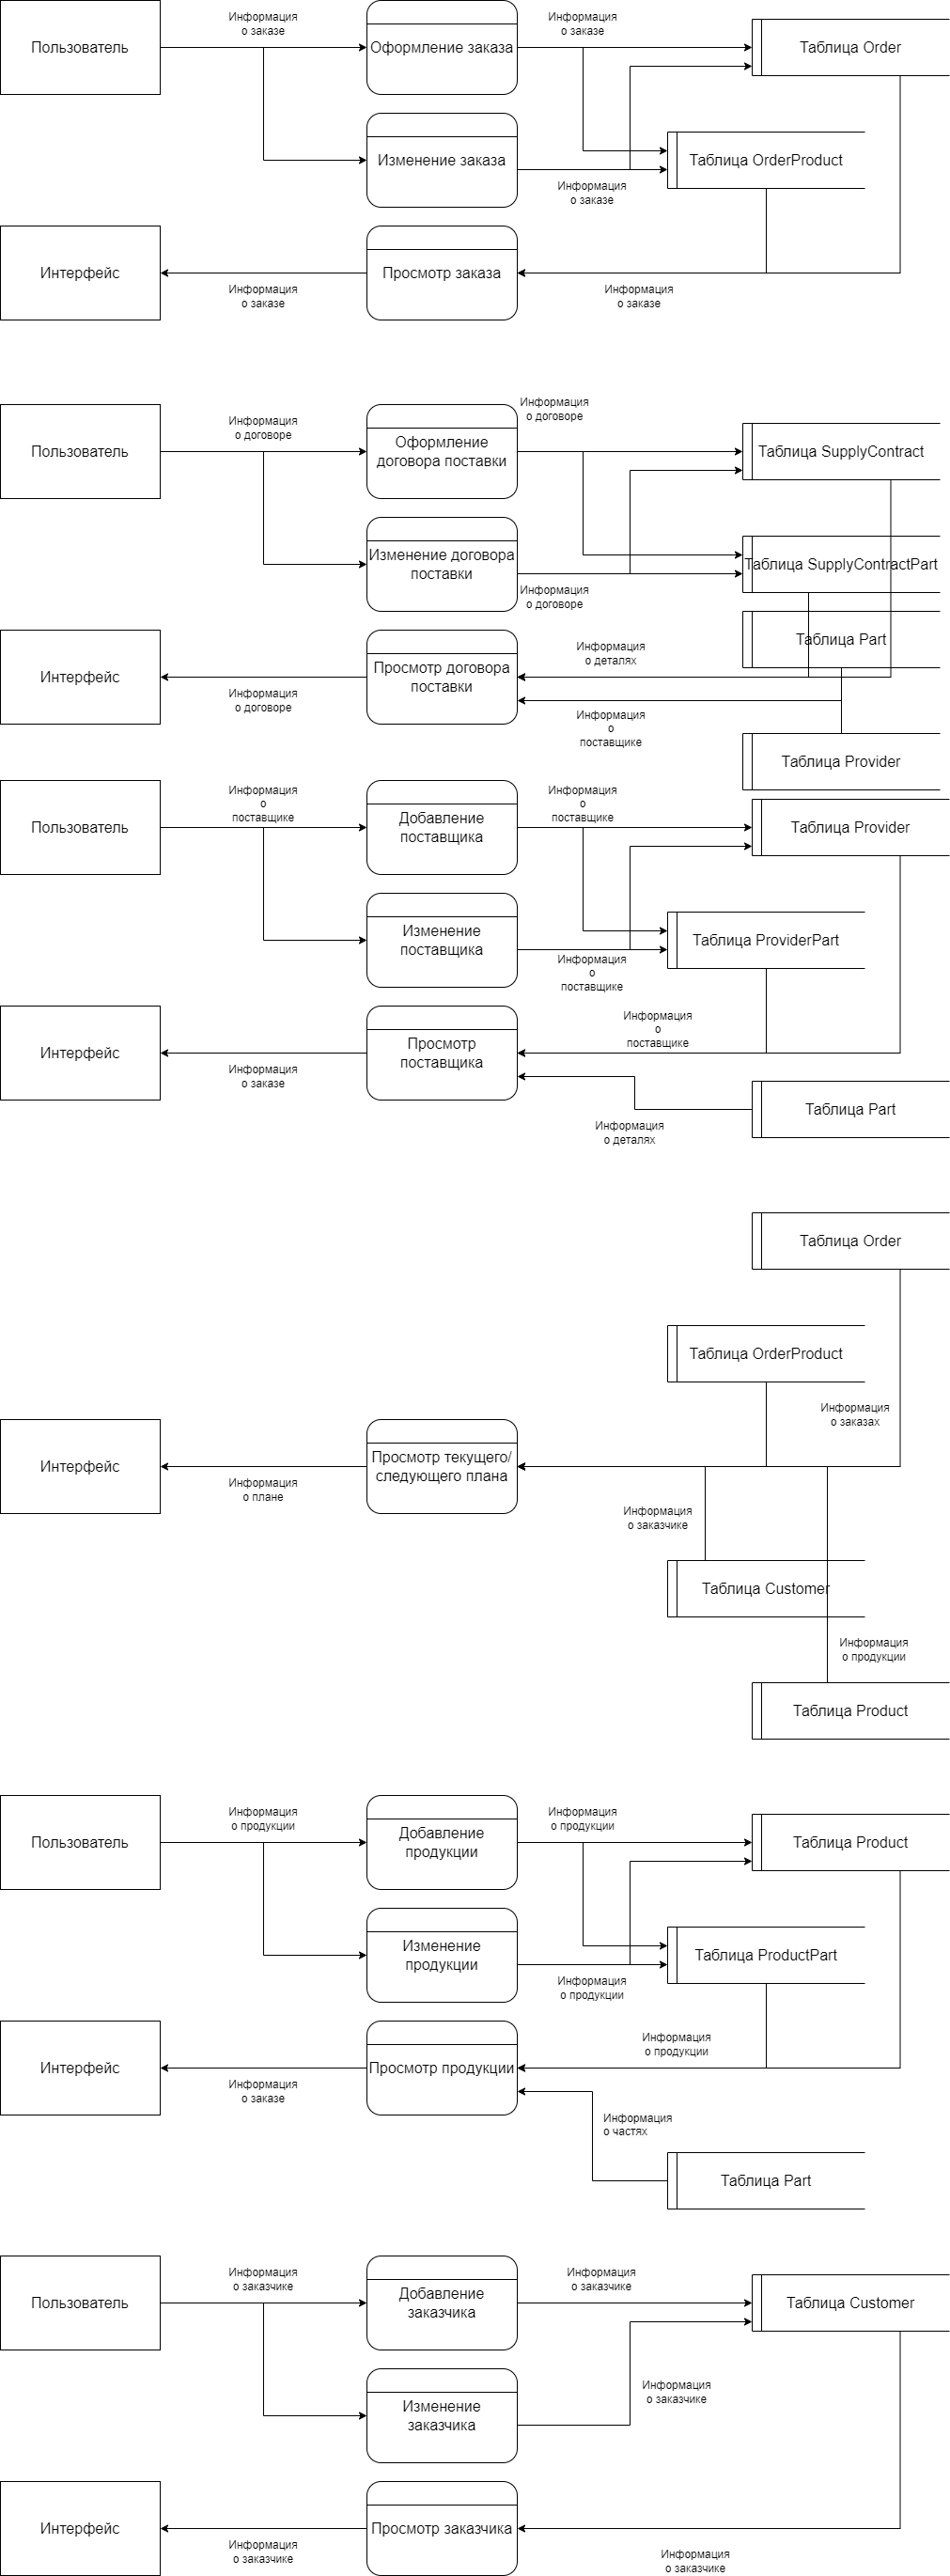 Информация
о заказе
Информация
о заказе
Пользователь
Оформление заказа
Таблица Order
Изменение заказа
Таблица OrderProduct
Информация
о заказе
Интерфейс
Просмотр заказа
Информация
о заказе
Информация
о заказе
Информация
о договоре
Информация
о договоре
Пользователь
Оформление
договора поставки
Таблица SupplyContract
Изменение договора
поставки
Таблица SupplyContractPart
Информация
о договоре
Таблица Part
Информация
о деталях
Интерфейс
Просмотр договора
поставки
Информация
о договоре
Информация
о
поставщике
Таблица Provider
Информация
о
поставщике
Информация
о
поставщике
Пользователь
Добавление
поставщика
Таблица Provider
Изменение
поставщика
Таблица ProviderPart
Информация
о
поставщике
Информация
о
поставщике
Интерфейс
Просмотр
поставщика
Информация
о заказе
Таблица Part
Информация
о деталях
Таблица Order
Таблица OrderProduct
Информация
о заказах
Интерфейс
Просмотр текущего/
следующего плана
Информация
о плане
Информация
о заказчике
Таблица Customer
Информация
о продукции
Таблица Product
Информация
о продукции
Информация
о продукции
Пользователь
Добавление
продукции
Таблица Product
Изменение
продукции
Таблица ProductPart
Информация
о продукции
Информация
о продукции
Интерфейс
Просмотр продукции
Информация
о заказе
Информация
о частях
Таблица Part
Информация
о заказчике
Информация
о заказчике
Пользователь
Добавление
заказчика
Таблица Customer
Информация
о заказчике
Изменение
заказчика
Интерфейс
Просмотр заказчика
Информация
о заказчике
Информация
о заказчике